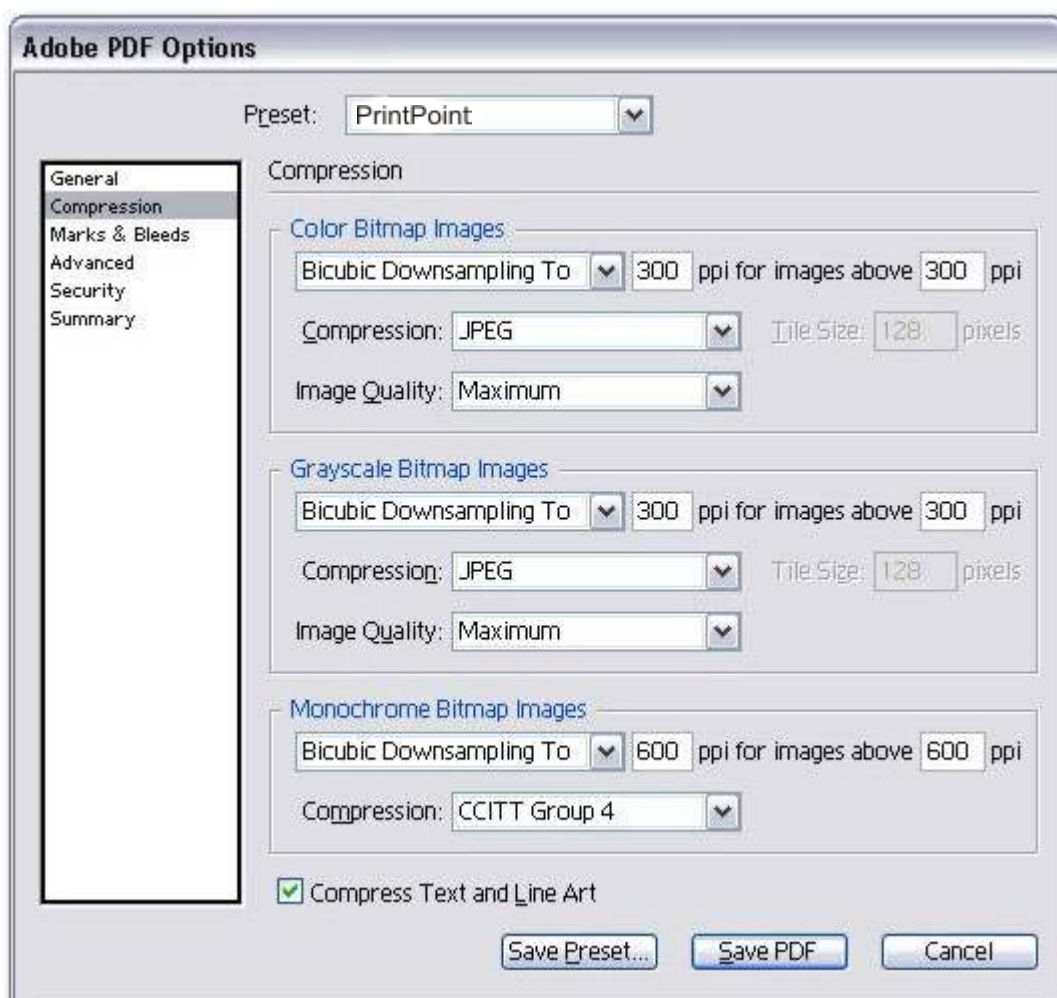 Adobe PDF Options
Preset: PrintPoint
General
Compression
Marks & Bleeds
Advanced
Security
Summary
Compression
Color Bitmap Images
Bicubic Downsampling To 300 ppi for images above 300 ppi
Compression: JPEG Tile Size: 128 pixels
Image Quality: Maximum
Grayscale Bitmap Images
Bicubic Downsampling To 300 ppi for images above 300 ppi
Compression: JPEG Tile Size: 128 pixels
Image Quality: Maximum
Monochrome Bitmap Images
Bicubic Downsampling To 600 ppi for images above 600 ppi
Compression: CCITT Group 4
Compress Text and Line Art
Save Preset... Save PDF Cancel